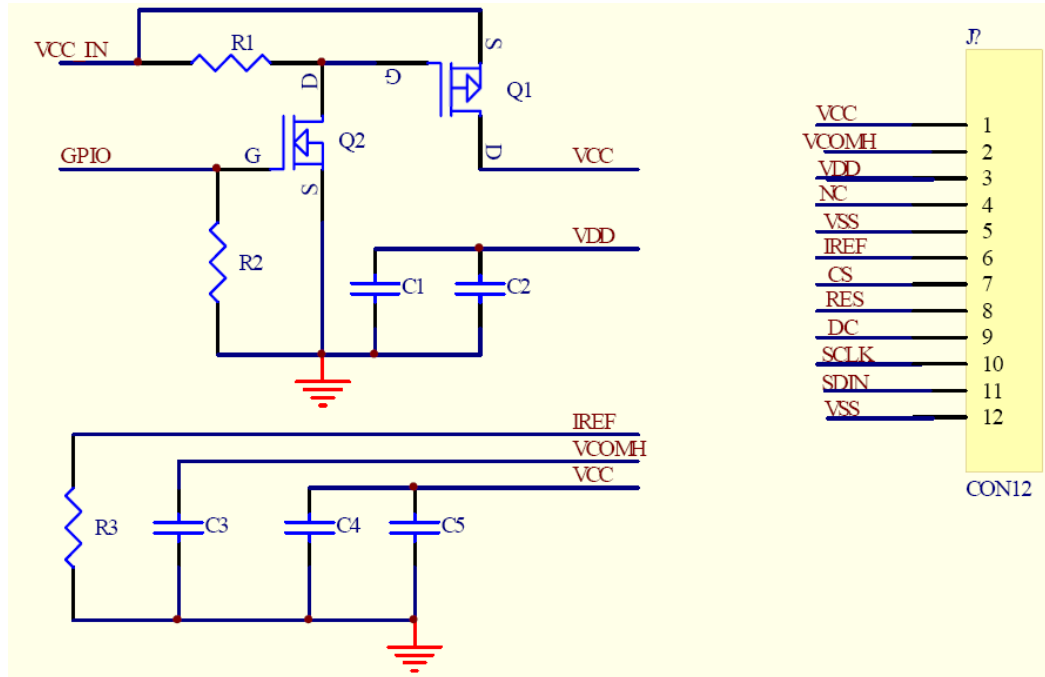 VCC_IN
R1
D
G
S
Q1
D
VCC
Q2
GPIO
G
S
R2
VDD
C1
C2
IREF
VCOMH
VCC
R3
C3
C4
C5
J?
VCC 1
VCOMH 2
VDD 3
NC 4
VSS 5
IREF 6
CS 7
RES 8
DC 9
SCLK 10
SDIN 11
VSS 12
CON12